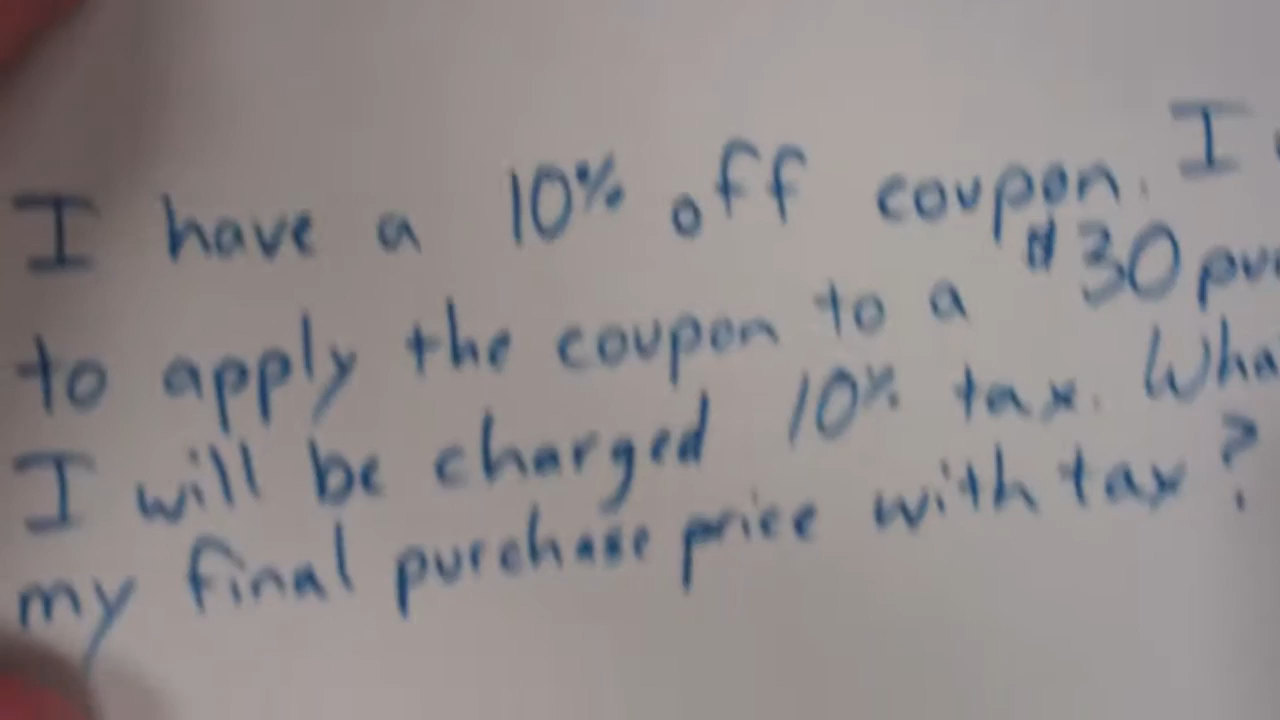 I have a 10% off coupon. I
to apply the coupon to a $30
I will be charged 10% tax.
my final purchase price with tax?